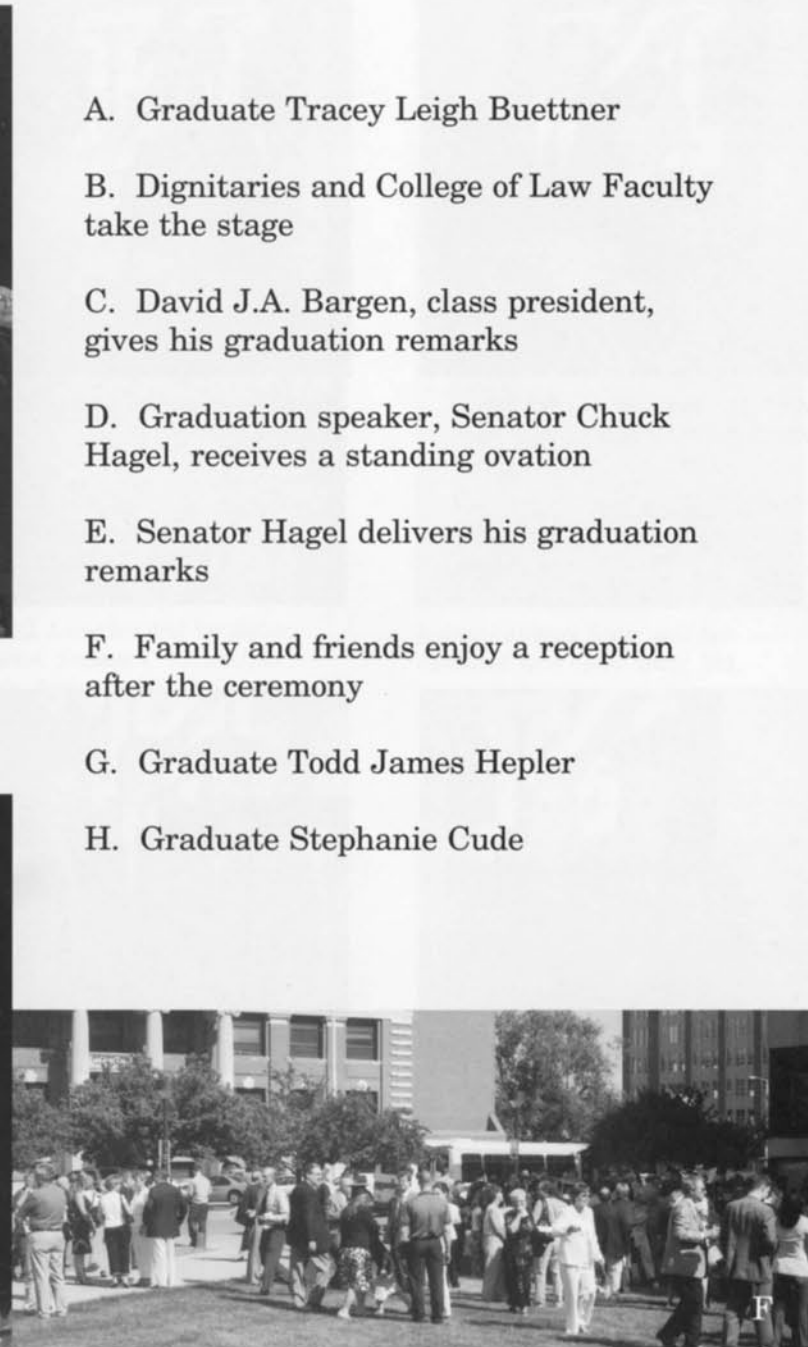 A. Graduate Tracey Leigh Buettner
B. Dignitaries and College of Law Faculty
take the stage
C. David J.A. Bargen, class president,
gives his graduation remarks
D. Graduation speaker, Senator Chuck
Hagel, receives a standing ovation
E. Senator Hagel delivers his graduation
remarks
F. Family and friends enjoy a reception
after the ceremony
G. Graduate Todd James Hepler
H. Graduate Stephanie Cude
F